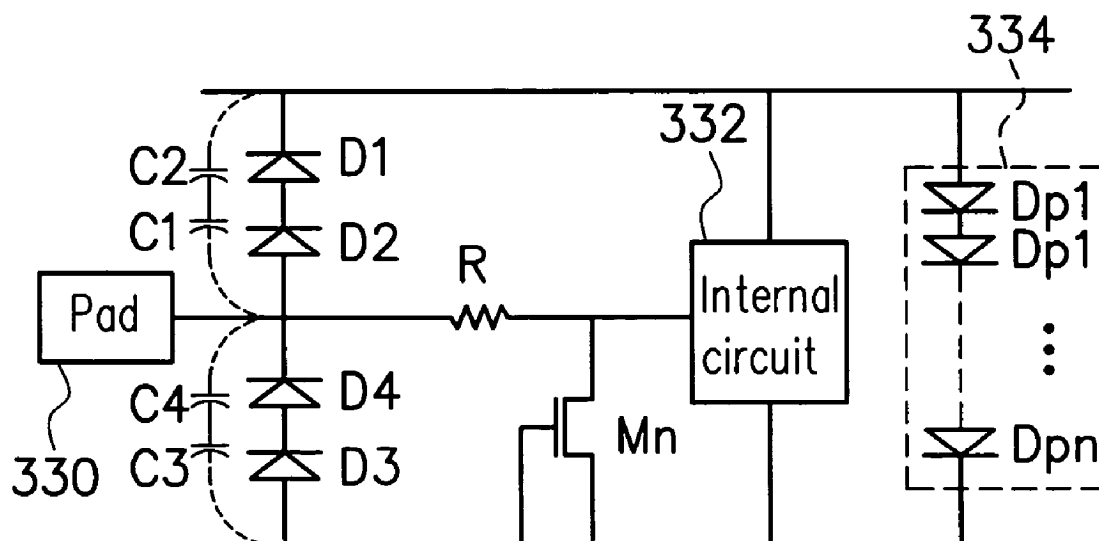 334
332
C2
D1
C1
D2
Dp1
Dp1
R
Pad
Internal
circuit
C4
D4
C3
D3
Mn
Dpn
330